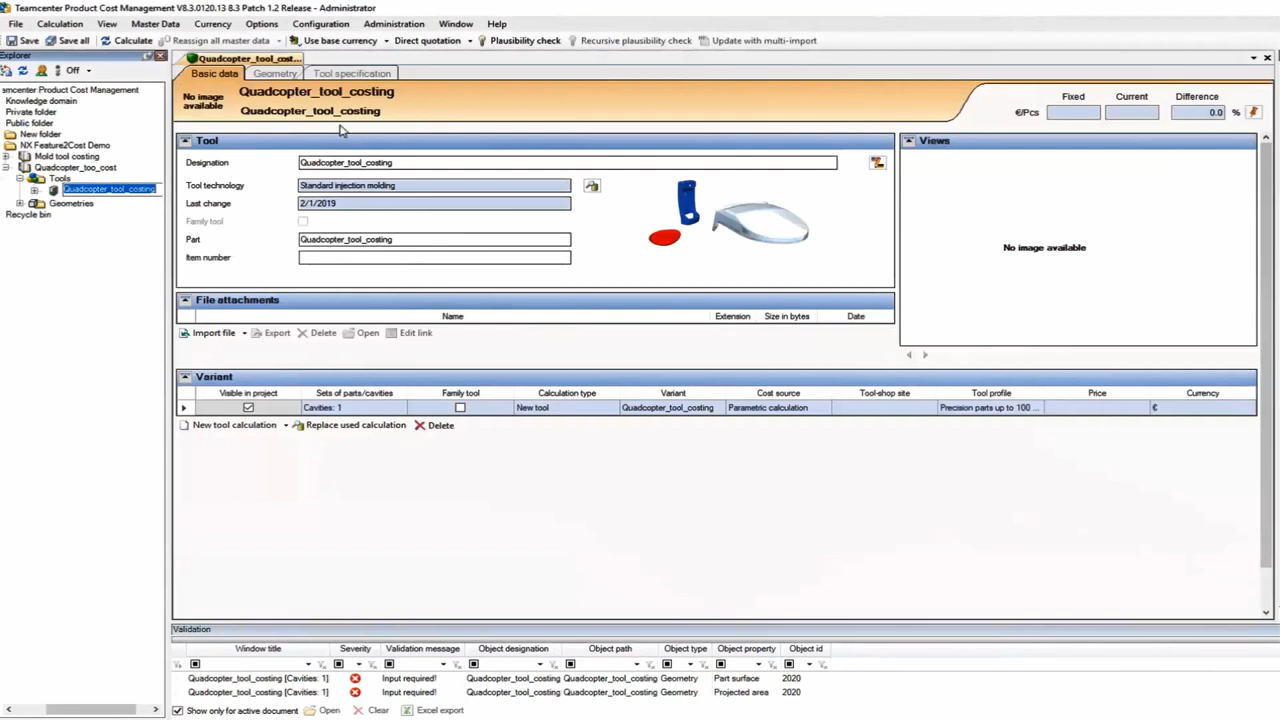 Teamcenter Product Cost Management V8.3.0120.13 8.3 Patch 1.2 Release - Administrator
File Calculation View Master Data Currency Options Configuration Administration Window Help
Save Save all Calculate Reassign all master data Use base currency Direct quotation Plausibility check Recursive plausibility check Update with multi-import
Explorer
Quadcopter_tool_cost...
Off
Basic data Geometry Tool specification
amcenter Product Cost Management
Knowledge domain
Private folder
Public folder
New folder
NX Feature2Cost Demo
Mold tool costing
Quadcopter_too_cost
Tools
Quadcopter_tool_costing
Geometries
Recycle bin
No image available
Quadcopter_tool_costing
Quadcopter_tool_costing
Fixed Current Difference
€/Pcs 0.0 %
Tool
Designation Quadcopter_tool_costing
Tool technology Standard injection molding
Last change 2/1/2019
Family tool
Part Quadcopter_tool_costing
Item number
Views
No image available
File attachments
Name Extension Size in bytes Date
Import file Export Delete Open Edit link
Variant
Visible in project Sets of parts/cavities Family tool Calculation type Variant Cost source Tool-shop site Tool profile Price Currency
Cavities: 1 New tool Quadcopter_tool_costing Parametric calculation Precision parts up to 100 ... €
New tool calculation Replace used calculation Delete
Validation
Window title Severity Validation message Object designation Object path Object type Object property Object id
Quadcopter_tool_costing [Cavities: 1] Input required! Quadcopter_tool_costing Quadcopter_tool_costing Geometry Part surface 2020
Quadcopter_tool_costing [Cavities: 1] Input required! Quadcopter_tool_costing Quadcopter_tool_costing Geometry Projected area 2020
Show only for active document Open Clear Excel export